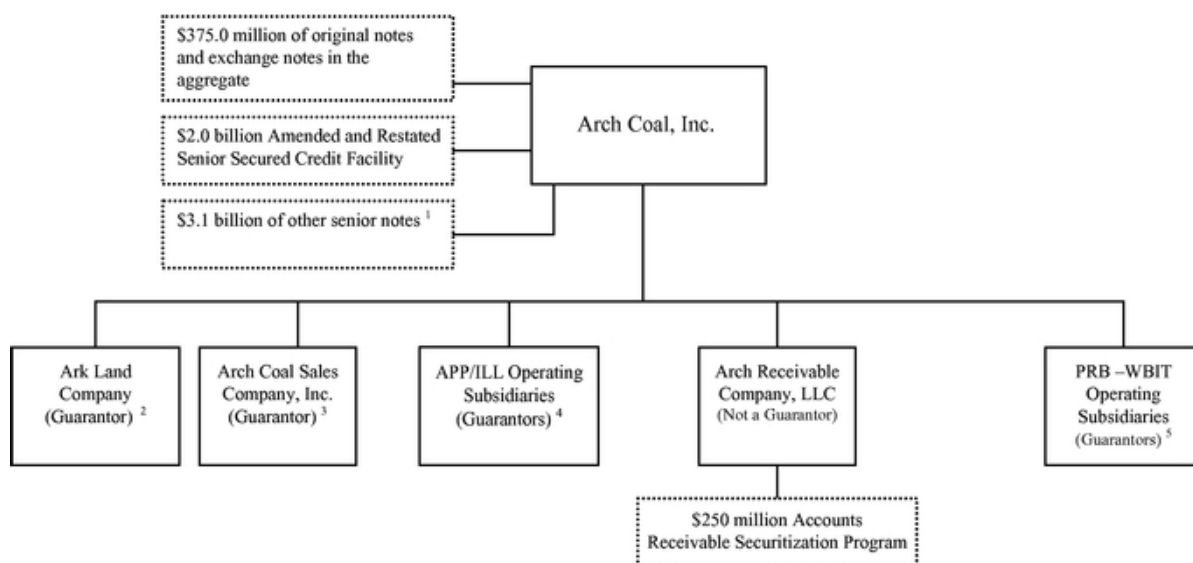 $375.0 million of original notes
and exchange notes in the
aggregate
Arch Coal, Inc.
$2.0 billion Amended and Restated
Senior Secured Credit Facility
$3.1 billion of other senior notes 1
Ark Land
Company
(Guarantor) 2
Arch Coal Sales
Company, Inc.
(Guarantor) 3
APP/ILL Operating
Subsidiaries
(Guarantors) 4
Arch Receivable
Company, LLC
(Not a Guarantor)
PRB –WBIT
Operating
Subsidiaries
(Guarantors) 5
$250 million Accounts
Receivable Securitization Program